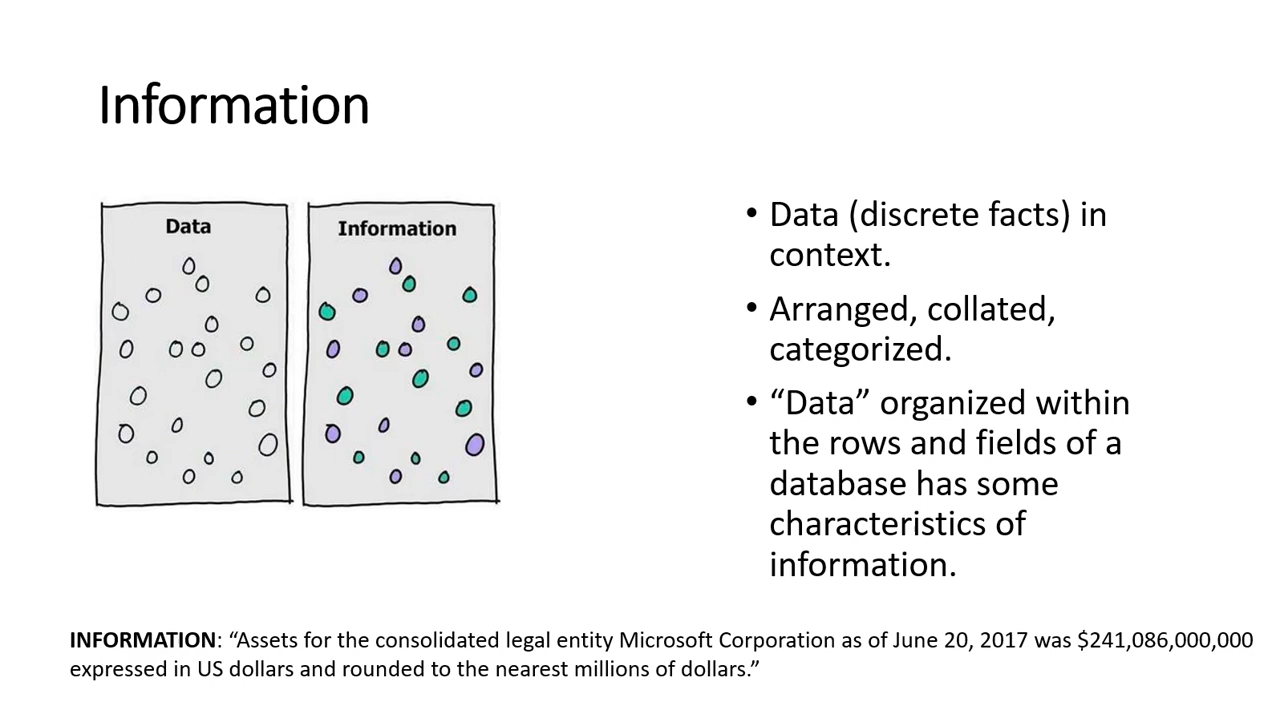 Information
Data
Information
• Data (discrete facts) in
context.
• Arranged, collated,
categorized.
• “Data” organized within
the rows and fields of a
database has some
characteristics of
information.
INFORMATION: “Assets for the consolidated legal entity Microsoft Corporation as of June 20, 2017 was $241,086,000,000
expressed in US dollars and rounded to the nearest millions of dollars.”